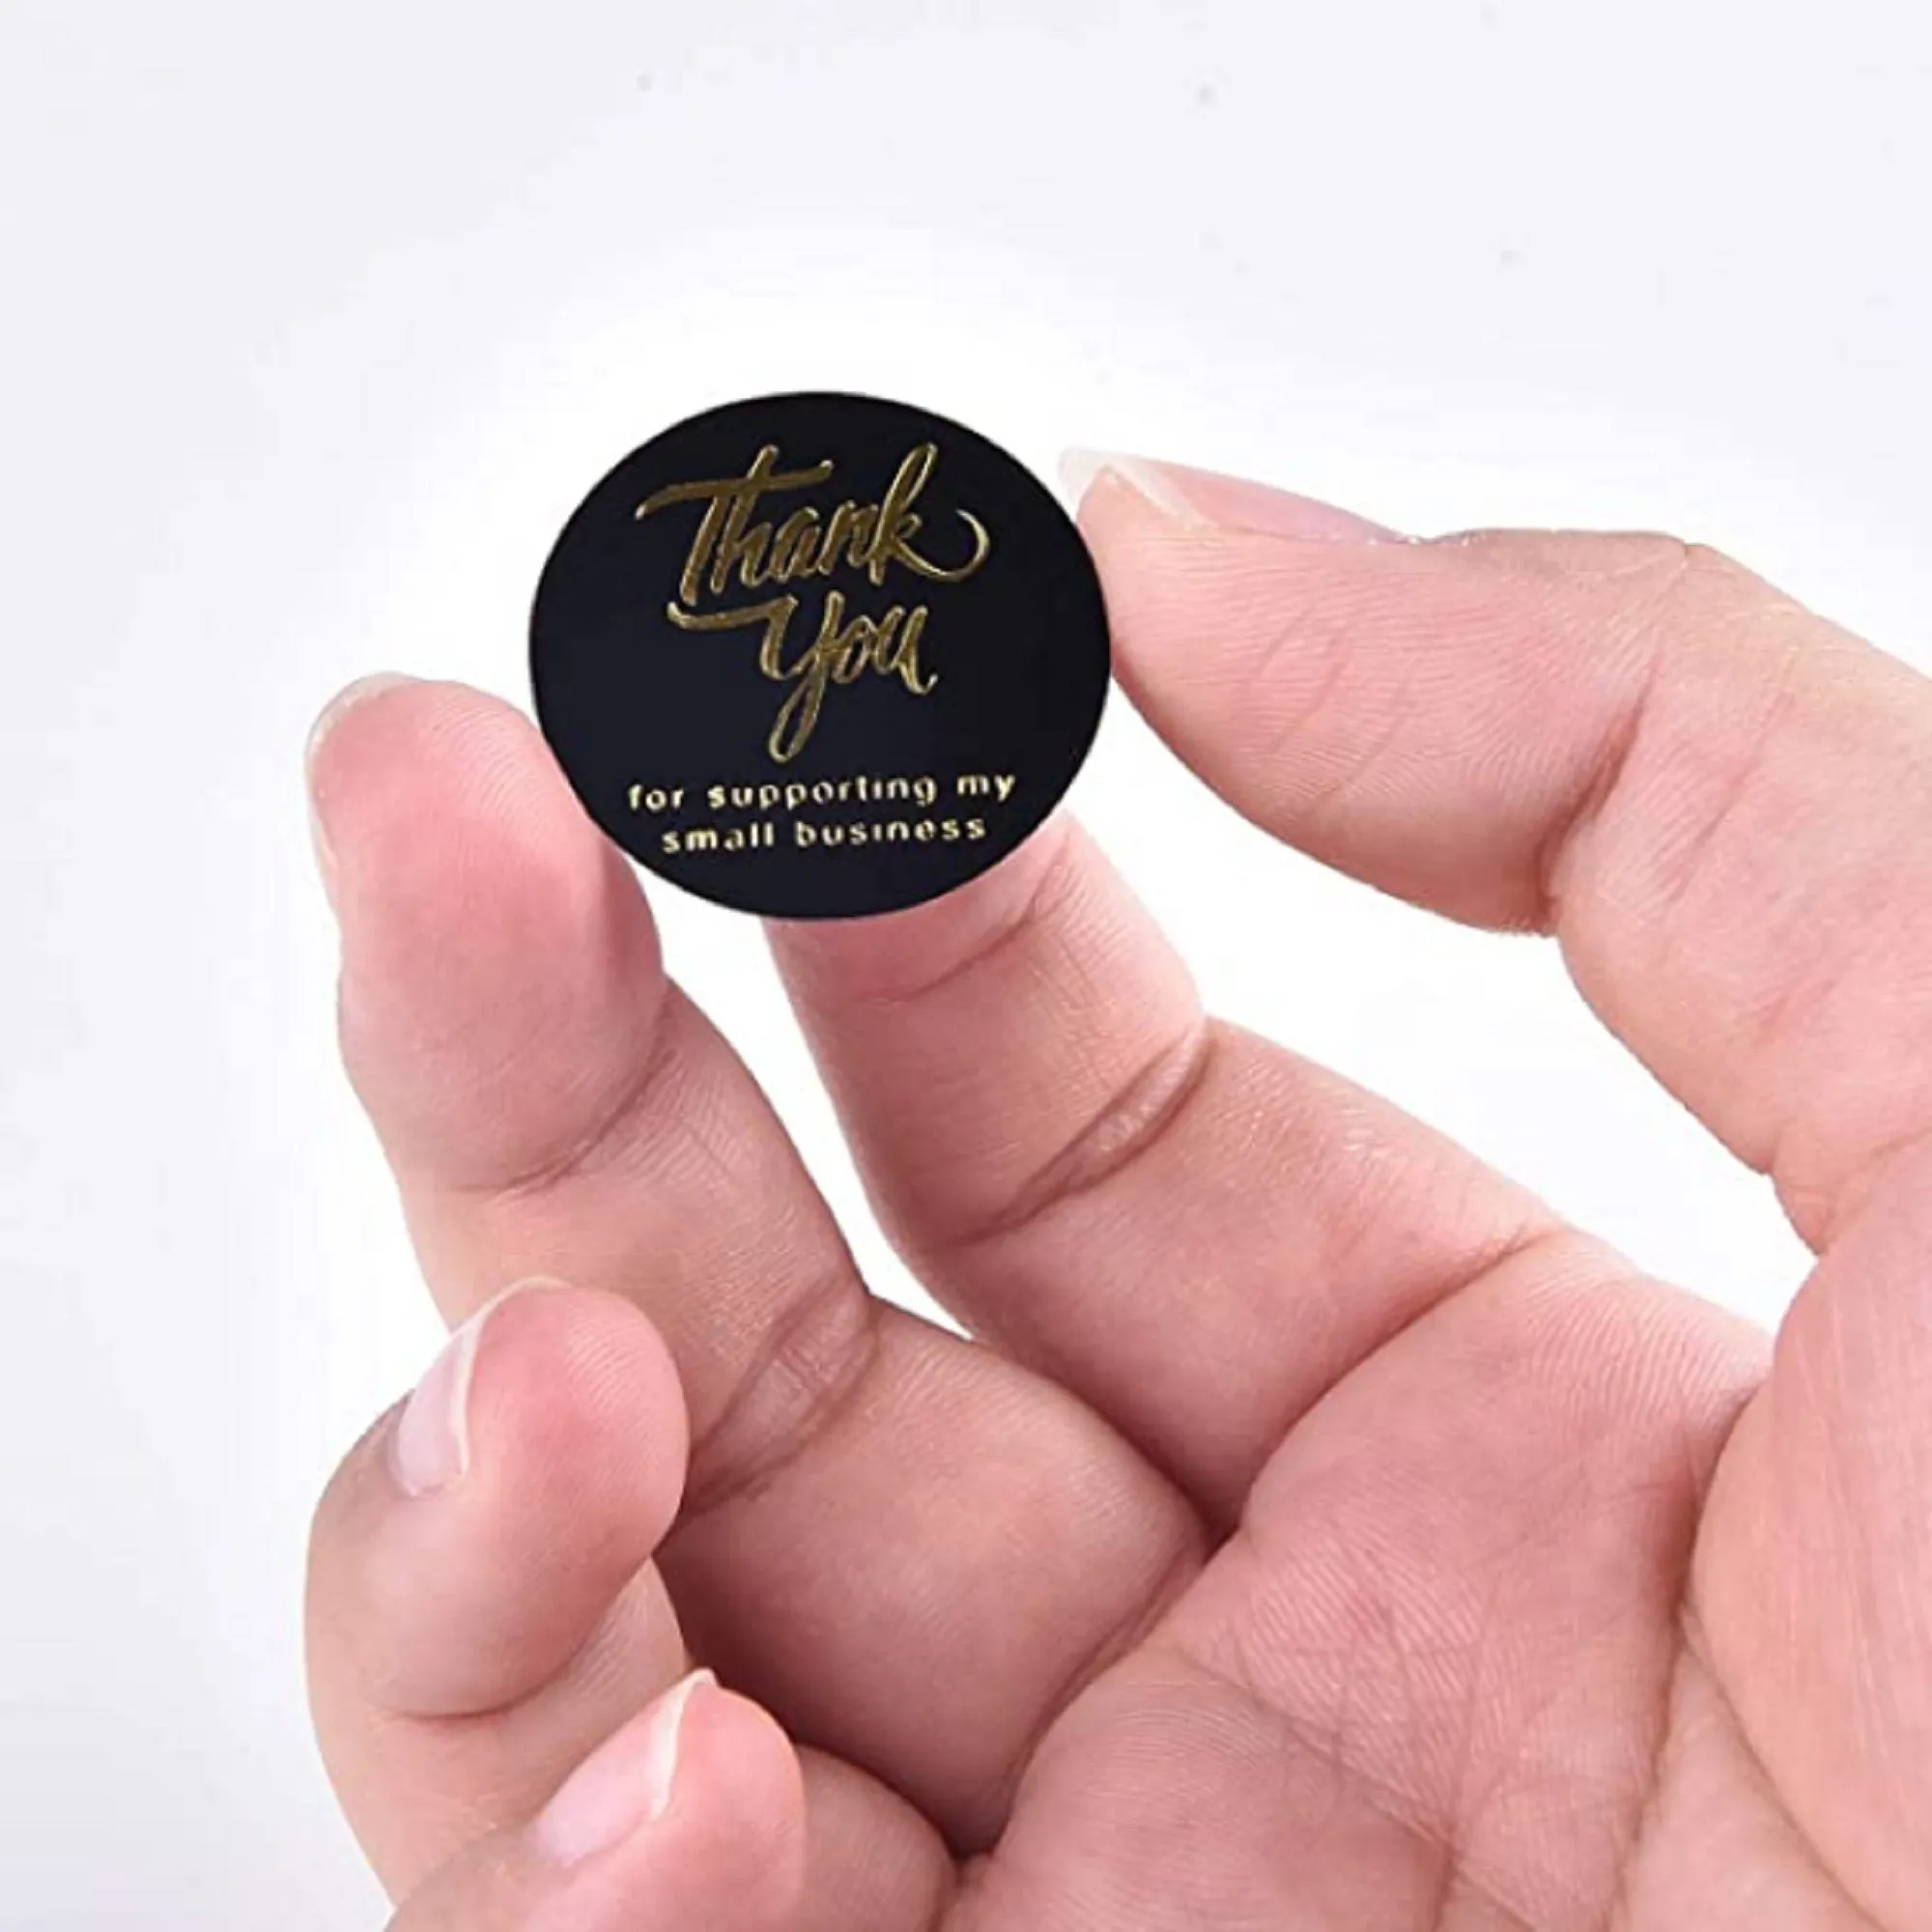 Thank
You
for supporting my
small business